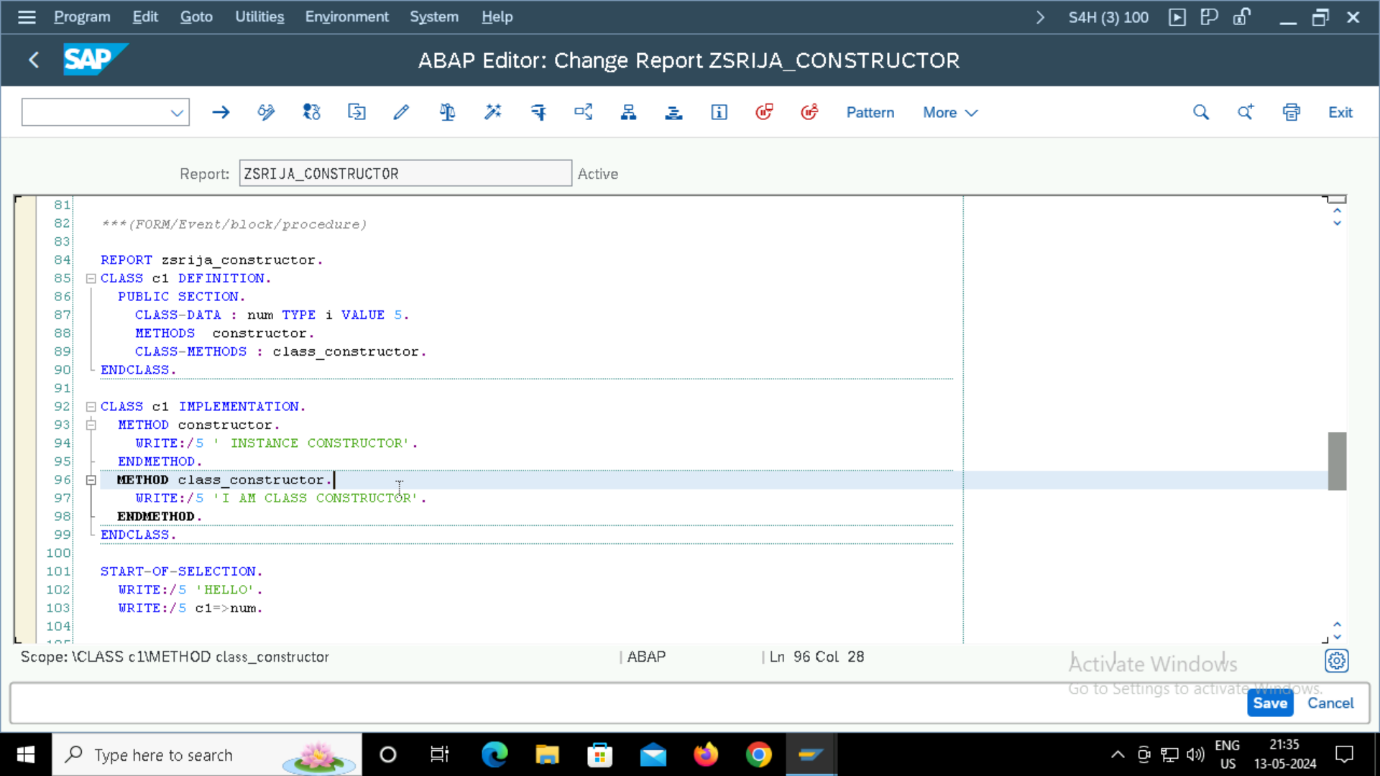 Program Edit Goto Utilities Environment System Help S4H (3) 100
SAP ABAP Editor: Change Report ZSRIJA_CONSTRUCTOR
Pattern More Exit
Report: ZSRIJA_CONSTRUCTOR Active
81
82 ***(FORM/Event/block/procedure)
83
84 REPORT zsrija_constructor.
85 CLASS c1 DEFINITION.
86 PUBLIC SECTION.
87 CLASS-DATA : num TYPE i VALUE 5.
88 METHODS constructor.
89 CLASS-METHODS : class_constructor.
90 ENDCLASS.
91
92 CLASS c1 IMPLEMENTATION.
93 METHOD constructor.
94 WRITE:/5 ' INSTANCE CONSTRUCTOR'.
95 ENDMETHOD.
96 METHOD class_constructor.
97 WRITE:/5 'I AM CLASS CONSTRUCTOR'.
98 ENDMETHOD.
99 ENDCLASS.
100
101 START-OF-SELECTION.
102 WRITE:/5 'HELLO'.
103 WRITE:/5 c1=>num.
104
Scope: \CLASS c1\METHOD class_constructor | ABAP | Ln 96 Col 28
Activate Windows
Go to Settings to activate Windows.
Save Cancel
Type here to search
ENG 21:35
US 13-05-2024